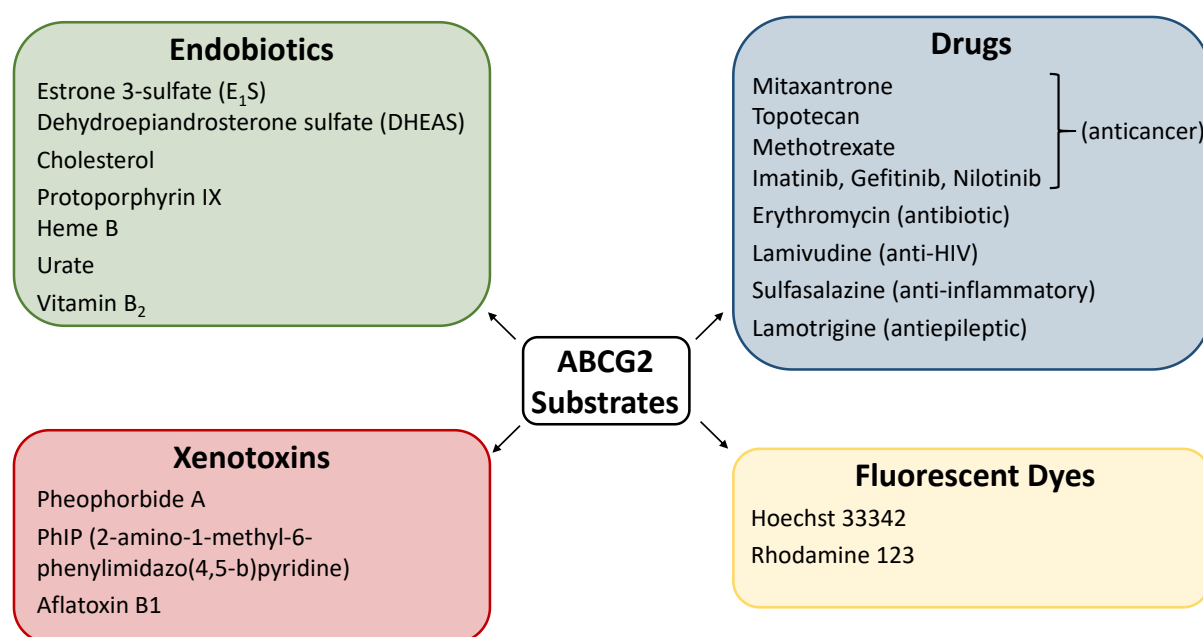 Endobiotics
Estrone 3-sulfate (E₁S)
Dehydroepiandrosterone sulfate (DHEAS)
Cholesterol
Protoporphyrin IX
Heme B
Urate
Vitamin B₂
Drugs
Mitaxantrone
Topotecan
Methotrexate
Imatinib, Gefitinib, Nilotinib
(anticancer)
Erythromycin (antibiotic)
Lamivudine (anti-HIV)
Sulfasalazine (anti-inflammatory)
Lamotrigine (antiepileptic)
ABCG2
Substrates
Xenotoxins
Pheophorbide A
PhIP (2-amino-1-methyl-6-
phenylimidazo(4,5-b)pyridine)
Aflatoxin B1
Fluorescent Dyes
Hoechst 33342
Rhodamine 123